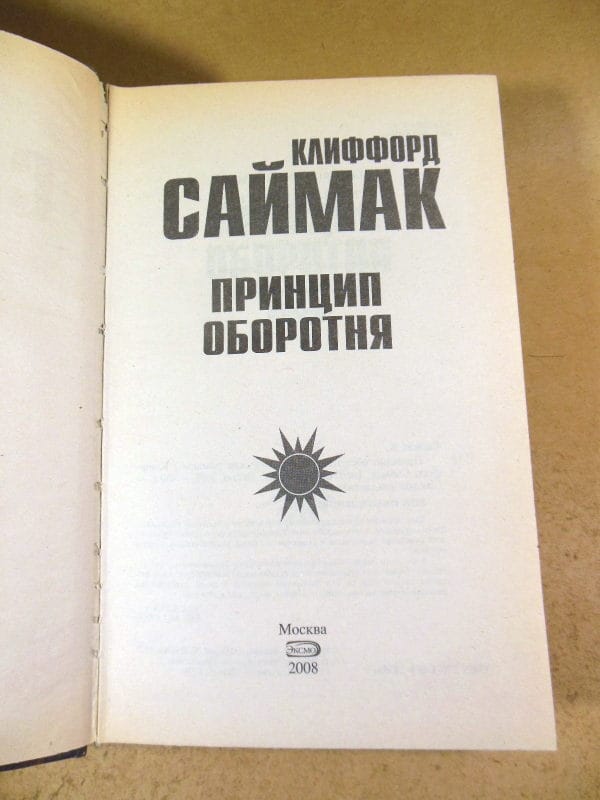 КЛИФФОРД
САЙМАК
ПРИНЦИП
ОБОРОТНЯ
Москва
ЭКСМО
2008